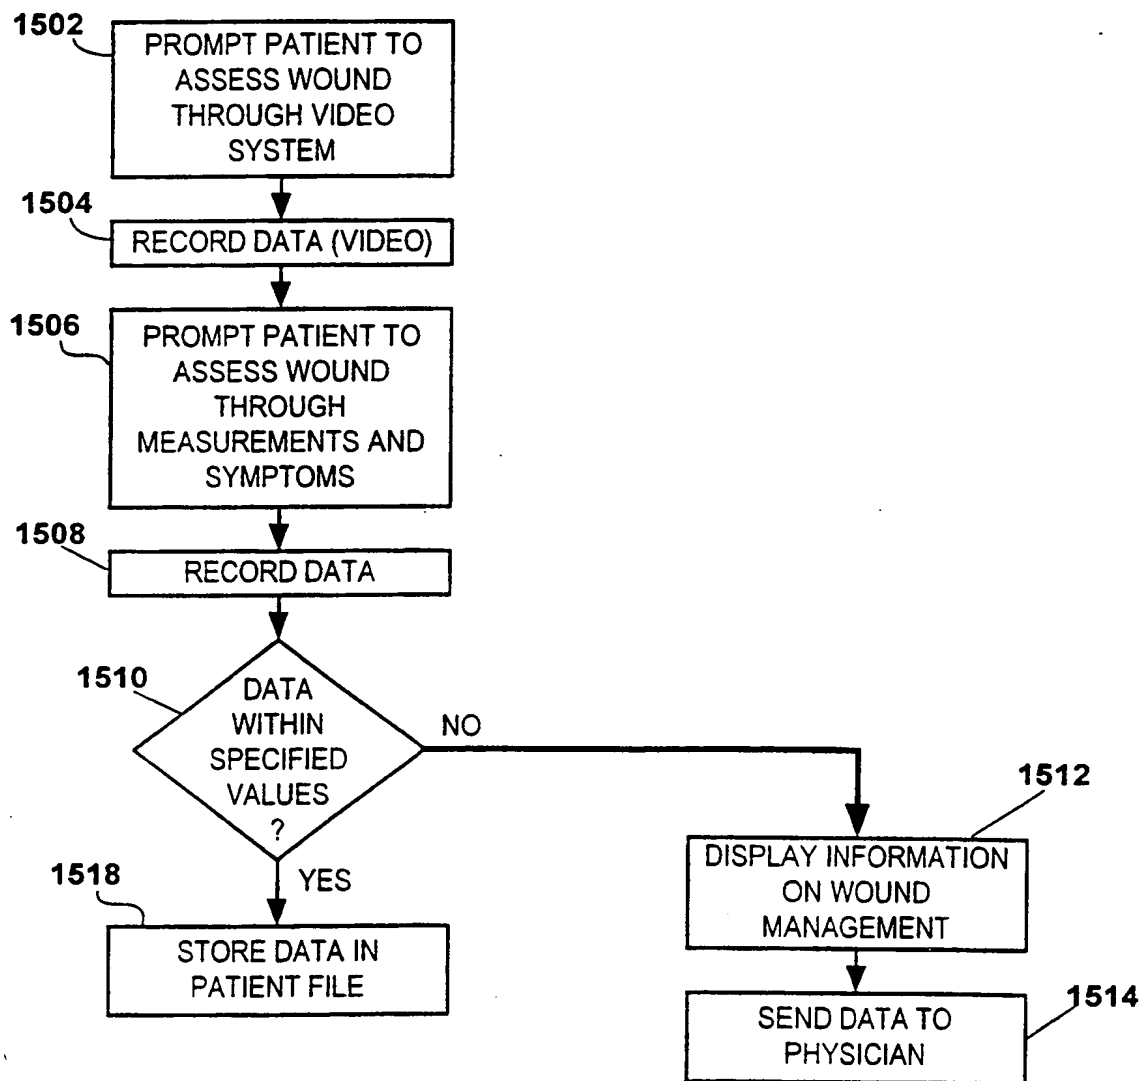 1502
PROMPT PATIENT TO
ASSESS WOUND
THROUGH VIDEO
SYSTEM
1504
RECORD DATA (VIDEO)
1506
PROMPT PATIENT TO
ASSESS WOUND
THROUGH
MEASUREMENTS AND
SYMPTOMS
1508
RECORD DATA
1510
DATA
WITHIN
SPECIFIED
VALUES
?
NO
YES
1512
DISPLAY INFORMATION
ON WOUND
MANAGEMENT
1514
SEND DATA TO
PHYSICIAN
1518
STORE DATA IN
PATIENT FILE